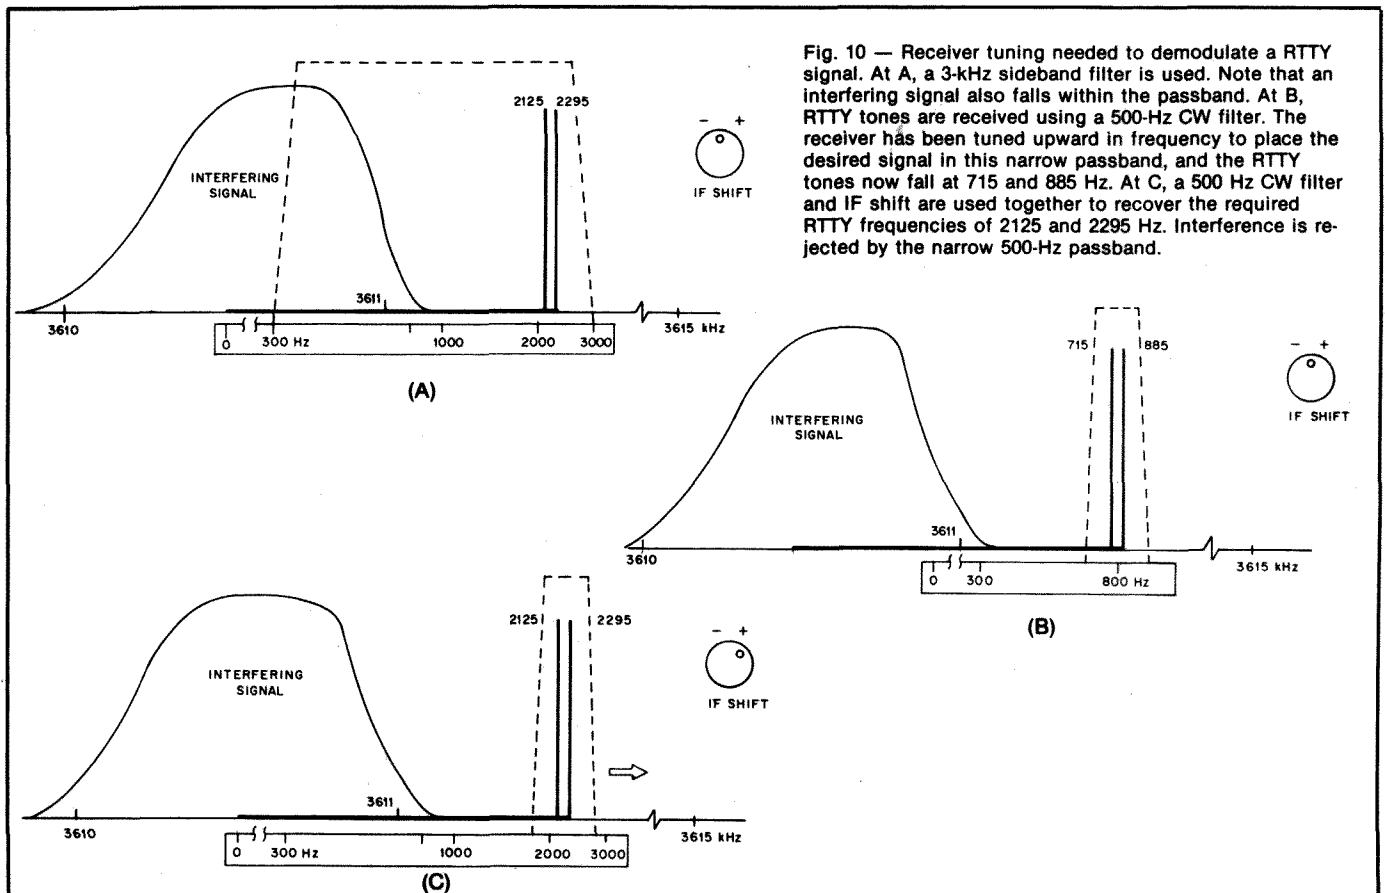 Fig. 10 — Receiver tuning needed to demodulate a RTTY
signal. At A, a 3-kHz sideband filter is used. Note that an
interfering signal also falls within the passband. At B,
RTTY tones are received using a 500-Hz CW filter. The
receiver has been tuned upward in frequency to place the
desired signal in this narrow passband, and the RTTY
tones now fall at 715 and 885 Hz. At C, a 500 Hz CW filter
and IF shift are used together to recover the required
RTTY frequencies of 2125 and 2295 Hz. Interference is re-
jected by the narrow 500-Hz passband.
2125 2295
- +
IF SHIFT
INTERFERING
SIGNAL
3610
3611
3615 kHz
0 300 Hz 1000 2000 3000
(A)
715 885
- +
IF SHIFT
INTERFERING
SIGNAL
3610
3611
3615 kHz
0 300 800 Hz
(B)
2125 2295
- +
IF SHIFT
INTERFERING
SIGNAL
3610
3611
3615 kHz
0 300 Hz 1000 2000 3000
(C)